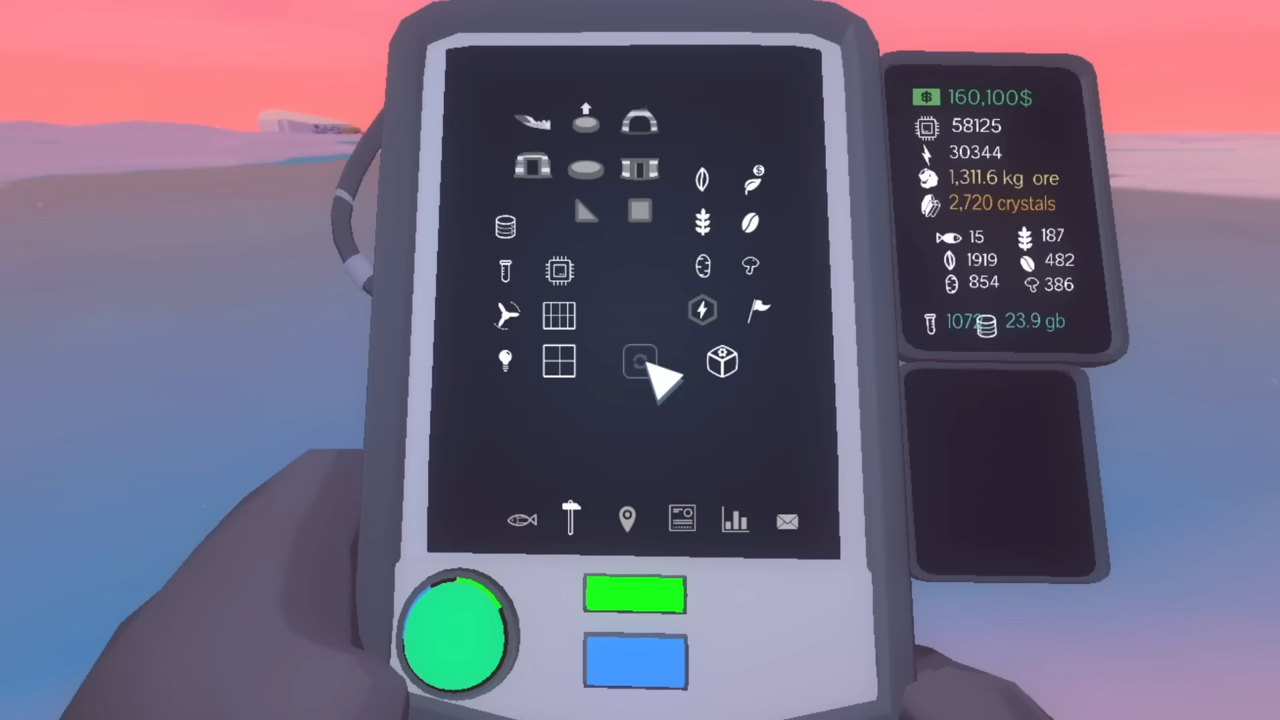 160,100$
58125
30344
1,311.6 kg ore
2,720 crystals
15 187
1919 482
854 386
1072 23.9 gb